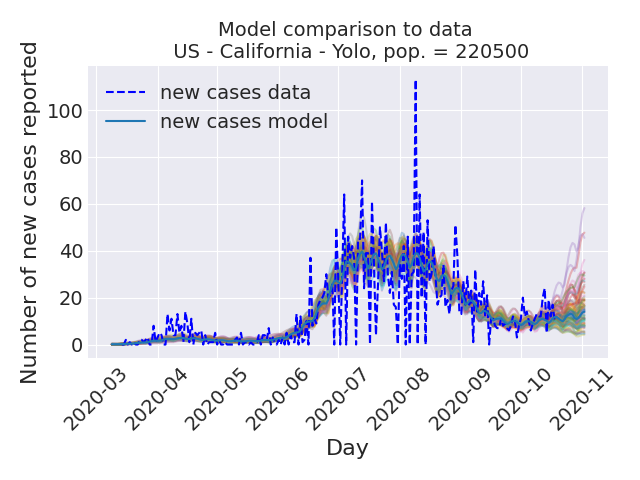 Model comparison to data
US - California - Yolo, pop. = 220500
Number of new cases reported
100
80
60
40
20
0
new cases data
new cases model
2020-03
2020-04
2020-05
2020-06
2020-07
2020-08
2020-09
2020-10
2020-11
Day